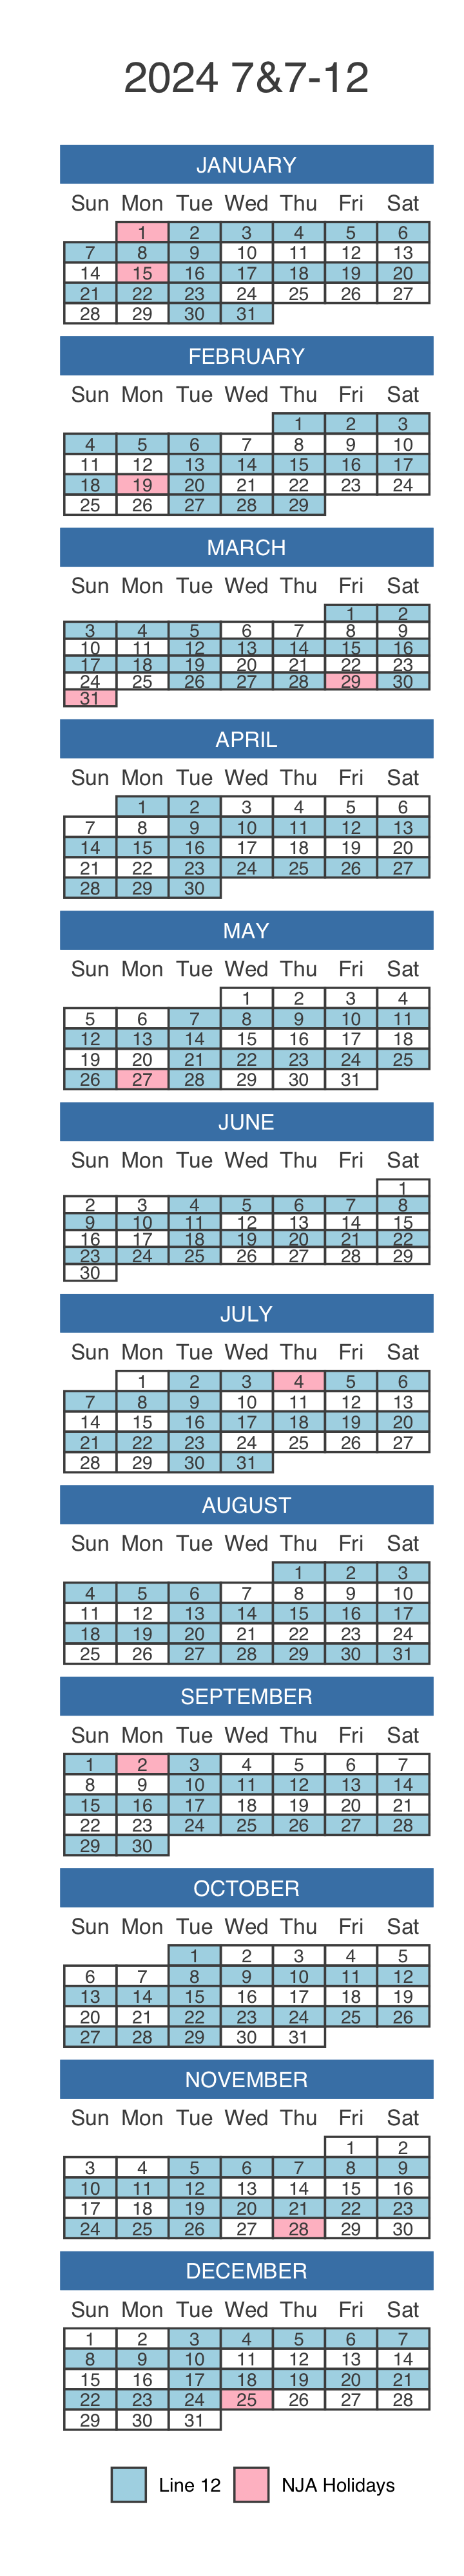 2024 7&7-12
JANUARY
Sun Mon Tue Wed Thu Fri Sat
1 2 3 4 5 6
7 8 9 10 11 12 13
14 15 16 17 18 19 20
21 22 23 24 25 26 27
28 29 30 31
FEBRUARY
Sun Mon Tue Wed Thu Fri Sat
1 2 3
4 5 6 7 8 9 10
11 12 13 14 15 16 17
18 19 20 21 22 23 24
25 26 27 28 29
MARCH
Sun Mon Tue Wed Thu Fri Sat
1 2
3 4 5 6 7 8 9
10 11 12 13 14 15 16
17 18 19 20 21 22 23
24 25 26 27 28 29 30
31
APRIL
Sun Mon Tue Wed Thu Fri Sat
1 2 3 4 5 6
7 8 9 10 11 12 13
14 15 16 17 18 19 20
21 22 23 24 25 26 27
28 29 30
MAY
Sun Mon Tue Wed Thu Fri Sat
1 2 3 4
5 6 7 8 9 10 11
12 13 14 15 16 17 18
19 20 21 22 23 24 25
26 27 28 29 30 31
JUNE
Sun Mon Tue Wed Thu Fri Sat
1
2 3 4 5 6 7 8
9 10 11 12 13 14 15
16 17 18 19 20 21 22
23 24 25 26 27 28 29
30
JULY
Sun Mon Tue Wed Thu Fri Sat
1 2 3 4 5 6
7 8 9 10 11 12 13
14 15 16 17 18 19 20
21 22 23 24 25 26 27
28 29 30 31
AUGUST
Sun Mon Tue Wed Thu Fri Sat
1 2 3
4 5 6 7 8 9 10
11 12 13 14 15 16 17
18 19 20 21 22 23 24
25 26 27 28 29 30 31
SEPTEMBER
Sun Mon Tue Wed Thu Fri Sat
1 2 3 4 5 6 7
8 9 10 11 12 13 14
15 16 17 18 19 20 21
22 23 24 25 26 27 28
29 30
OCTOBER
Sun Mon Tue Wed Thu Fri Sat
1 2 3 4 5
6 7 8 9 10 11 12
13 14 15 16 17 18 19
20 21 22 23 24 25 26
27 28 29 30 31
NOVEMBER
Sun Mon Tue Wed Thu Fri Sat
1 2
3 4 5 6 7 8 9
10 11 12 13 14 15 16
17 18 19 20 21 22 23
24 25 26 27 28 29 30
DECEMBER
Sun Mon Tue Wed Thu Fri Sat
1 2 3 4 5 6 7
8 9 10 11 12 13 14
15 16 17 18 19 20 21
22 23 24 25 26 27 28
29 30 31
Line 12 NJA Holidays